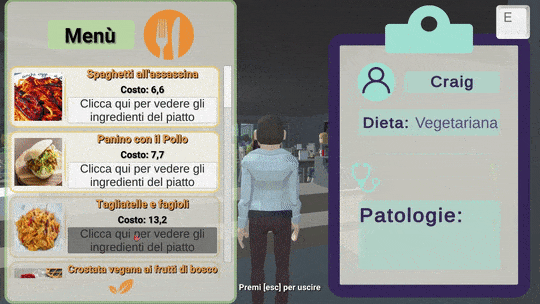 Menù
Spaghetti all'assassina
Costo: 6,6
Clicca qui per vedere gli
ingredienti del piatto
Panino con il Pollo
Costo: 7,7
Clicca qui per vedere gli
ingredienti del piatto
Tagliatelle e fagioli
Costo: 13,2
Clicca qui per vedere gli
ingredienti del piatto
Crostata vegana ai frutti di bosco
Premi [esc] per uscire
E
Craig
Dieta: Vegetariana
Patologie: